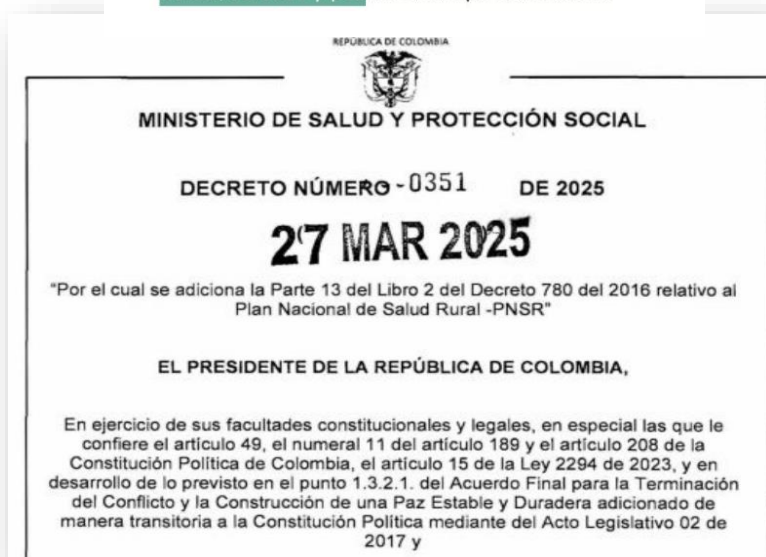 REPÚBLICA DE COLOMBIA
MINISTERIO DE SALUD Y PROTECCIÓN SOCIAL
DECRETO NÚMERO -0351 DE 2025
27 MAR 2025
"Por el cual se adiciona la Parte 13 del Libro 2 del Decreto 780 del 2016 relativo al
Plan Nacional de Salud Rural -PNSR"
EL PRESIDENTE DE LA REPÚBLICA DE COLOMBIA,
En ejercicio de sus facultades constitucionales y legales, en especial las que le
confiere el artículo 49, el numeral 11 del artículo 189 y el artículo 208 de la
Constitución Política de Colombia, el artículo 15 de la Ley 2294 de 2023, y en
desarrollo de lo previsto en el punto 1.3.2.1. del Acuerdo Final para la Terminación
del Conflicto y la Construcción de una Paz Estable y Duradera adicionado de
manera transitoria a la Constitución Política mediante del Acto Legislativo 02 de
2017 y